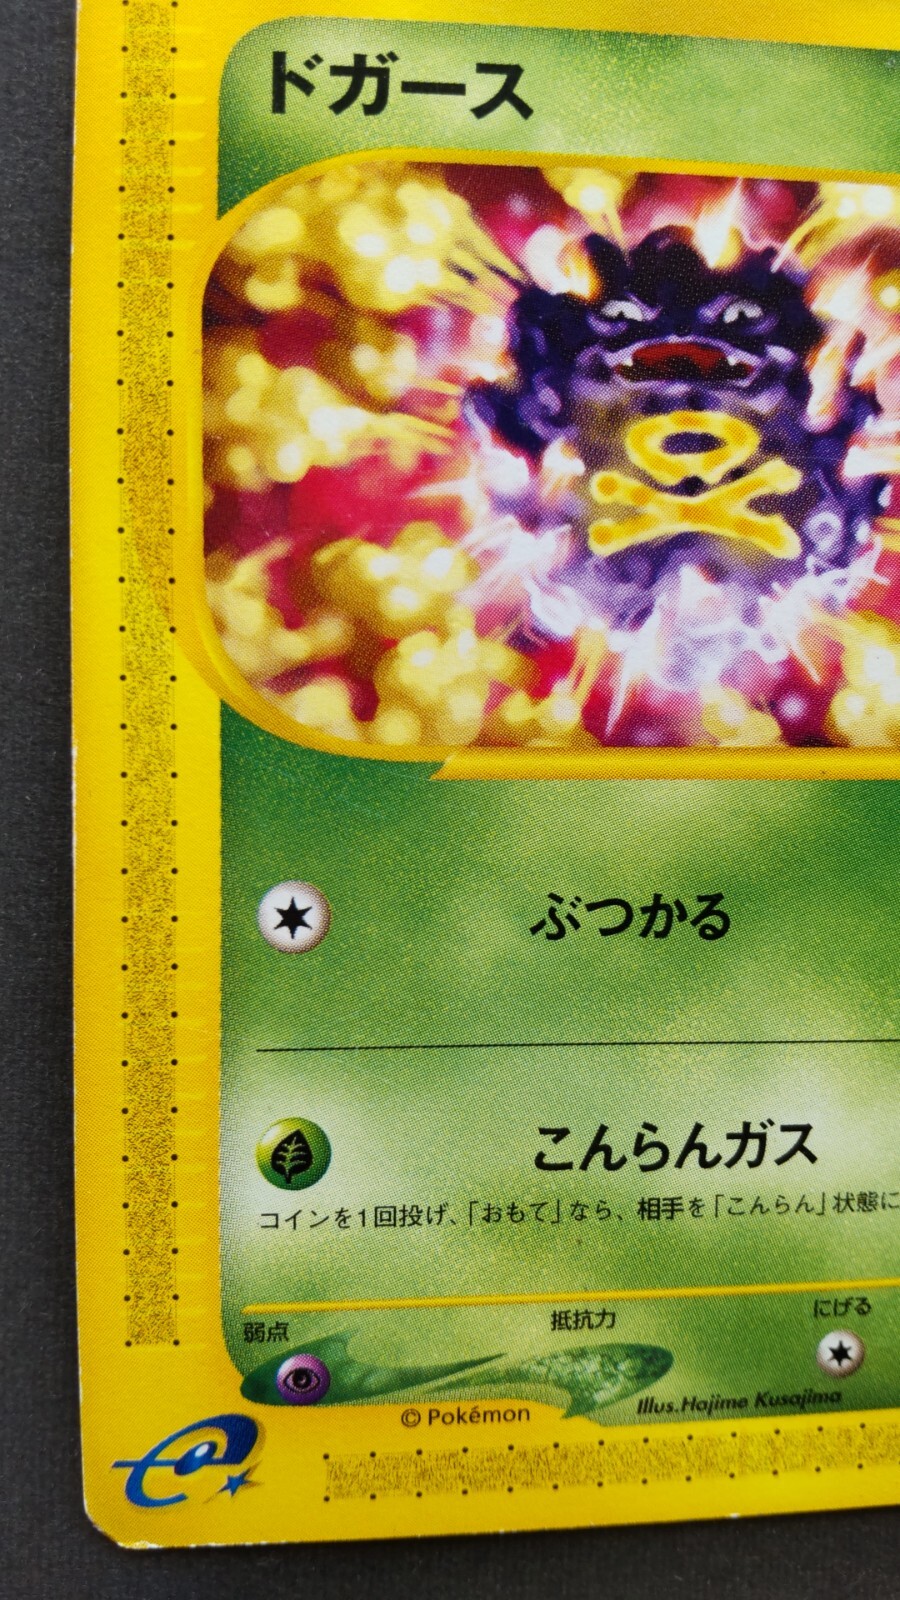 ドガース
ぶつかる
こんらんガス
コインを1回投げ、「おもて」なら、相手を「こんらん」状態に
弱点
抵抗力
にげる
Illus.Hajime Kusajima
© Pokémon